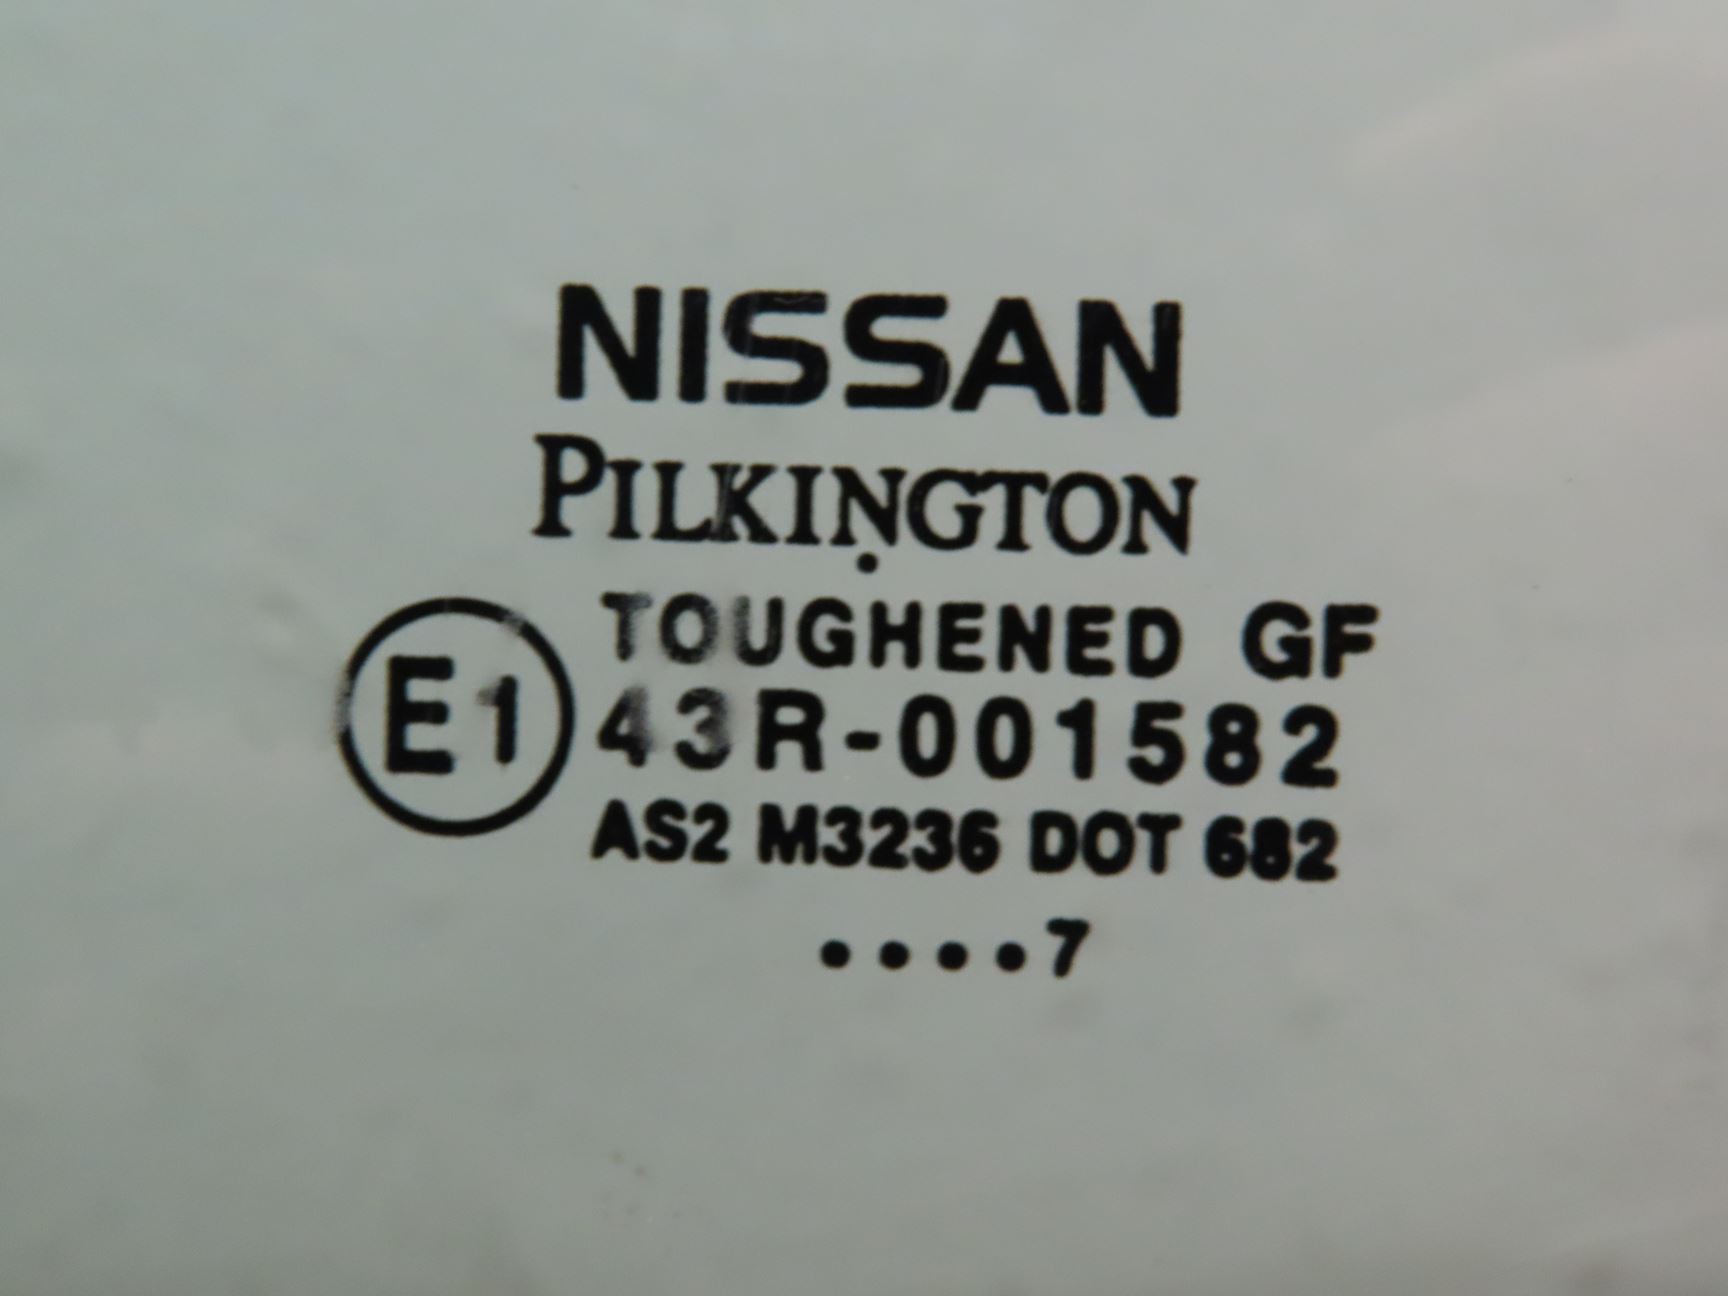 NISSAN
PILKINGTON
TOUGHENED GF
E1 43R-001582
AS2 M3236 DOT 682
....7